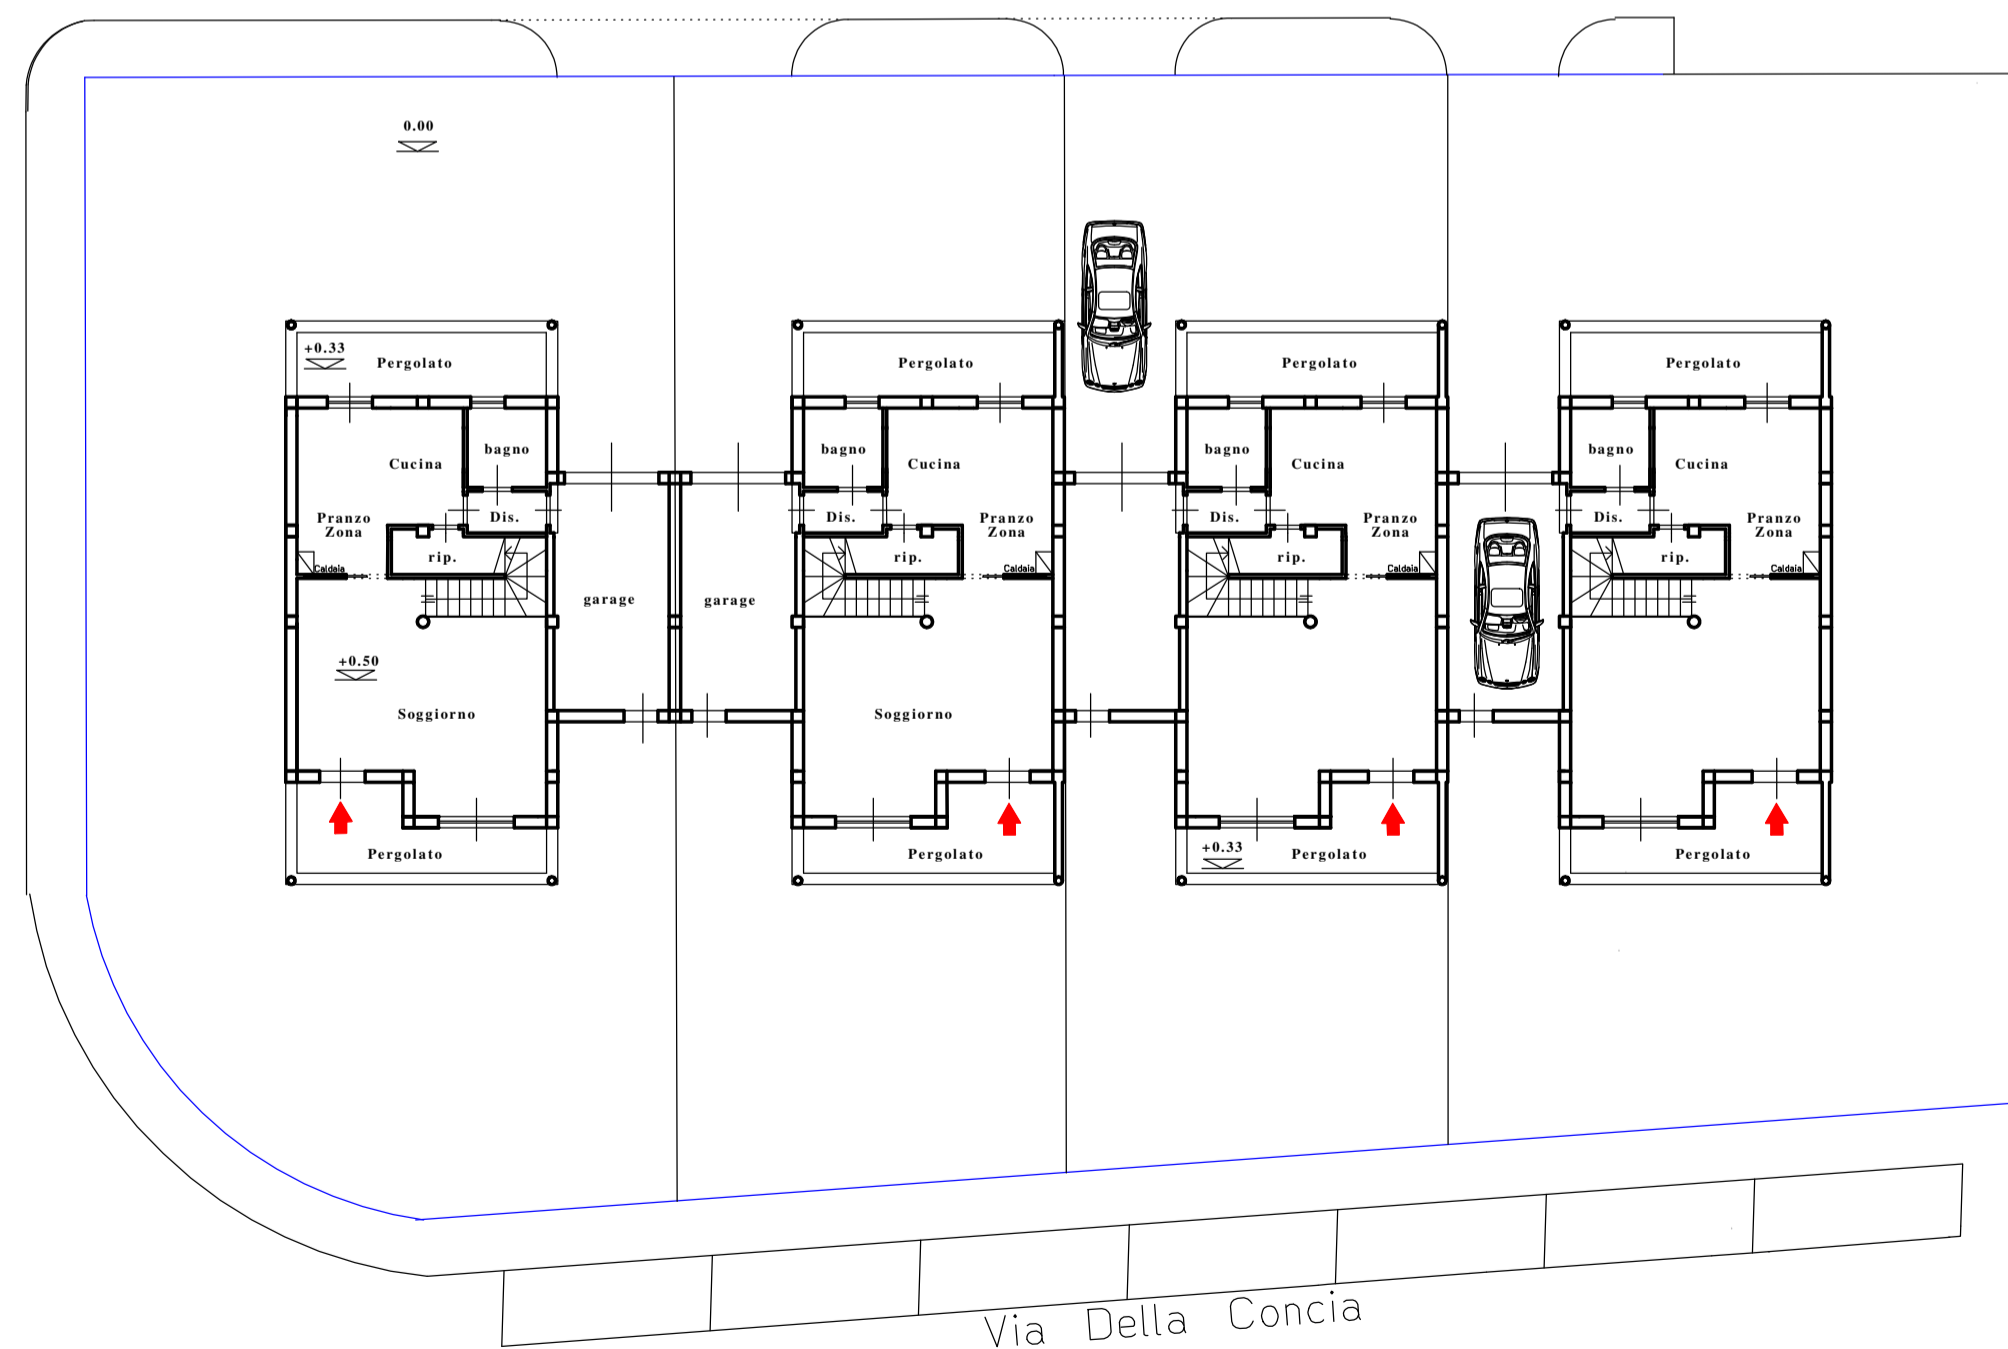 0.00
+0.33
Pergolato
Pergolato
Pergolato
Pergolato
Cucina
bagno
bagno
Cucina
bagno
Cucina
bagno
Cucina
Pranzo
Zona
Dis.
Dis.
Pranzo
Zona
Dis.
Pranzo
Zona
Dis.
Pranzo
Zona
rip.
rip.
rip.
rip.
Caldaia
Caldaia
Caldaia
Caldaia
garage
garage
+0.50
Soggiorno
Soggiorno
Pergolato
Pergolato
+0.33
Pergolato
Pergolato
Via Della Concia